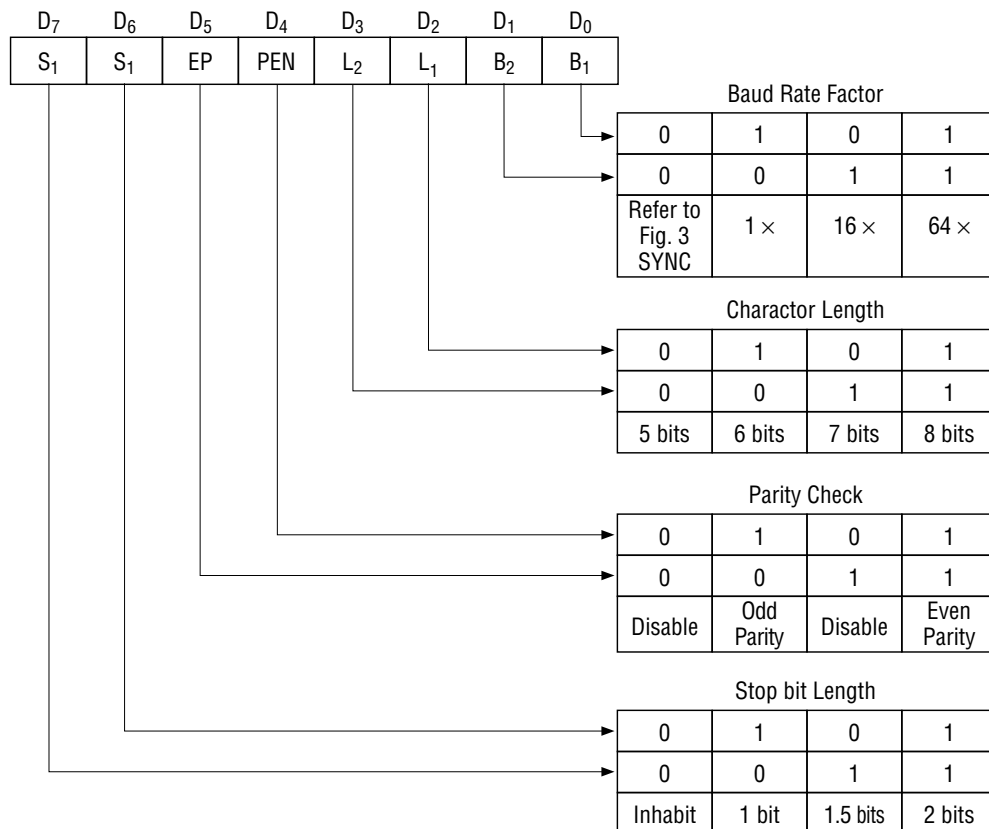 D7 D6 D5 D4 D3 D2 D1 D0
S1 S1 EP PEN L2 L1 B2 B1
Baud Rate Factor
0 1 0 1
0 0 1 1
Refer to Fig. 3 SYNC 1 × 16 × 64 ×
Charactor Length
0 1 0 1
0 0 1 1
5 bits 6 bits 7 bits 8 bits
Parity Check
0 1 0 1
0 0 1 1
Disable Odd Parity Disable Even Parity
Stop bit Length
0 1 0 1
0 0 1 1
Inhabit 1 bit 1.5 bits 2 bits